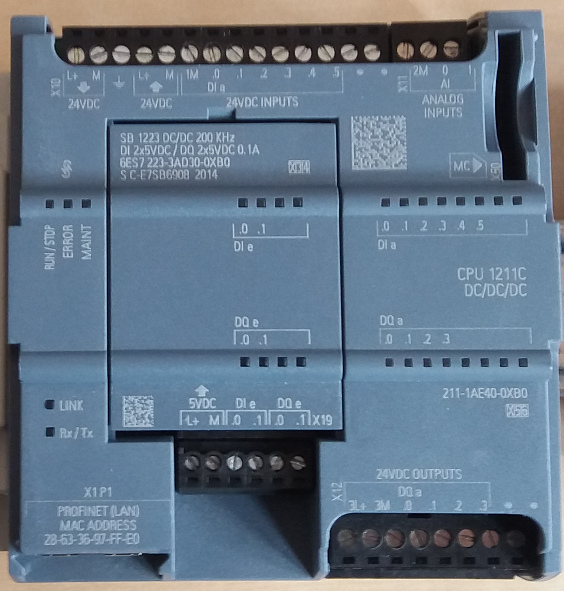 L+ M L+ M 1M .0 .1 .2 .3 .4 .5 2M 0 1
X10 24VDC 24VDC DI a 24VDC INPUTS X11 AI
ANALOG
INPUTS
SB 1223 DC/DC 200 KHz
DI 2x5VDC / DQ 2x5VDC 0.1A
6ES7 223-3AD30-0XB0
S C-E7SB6908 2014
MC
X50
RUN / STOP
ERROR
MAINT
.0 .1
DI e
.0 .1 .2 .3 .4 .5
DI a
CPU 1211C
DC/DC/DC
DQ e
.0 .1
DQ a
.0 .1 .2 .3
211-1AE40-0XB0
LINK
Rx / Tx
5VDC DI e DQ e
L+ M .0 .1 .0 .1 X19
X1 P1
PROFINET (LAN)
MAC ADDRESS
28-63-36-97-FF-E0
24VDC OUTPUTS
X12 DQ a
3L+ 3M .0 .1 .2 .3